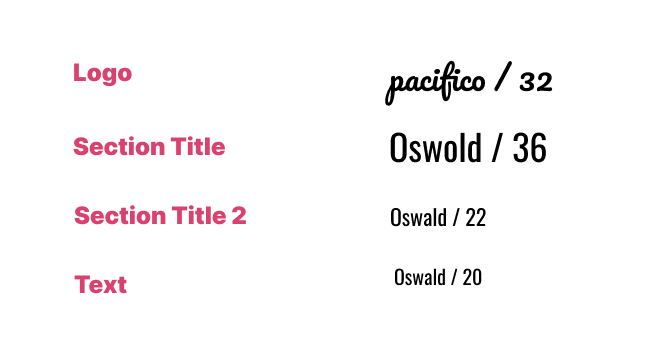 Logo
pacifico / 32
Section Title
Oswold / 36
Section Title 2
Oswald / 22
Text
Oswald / 20